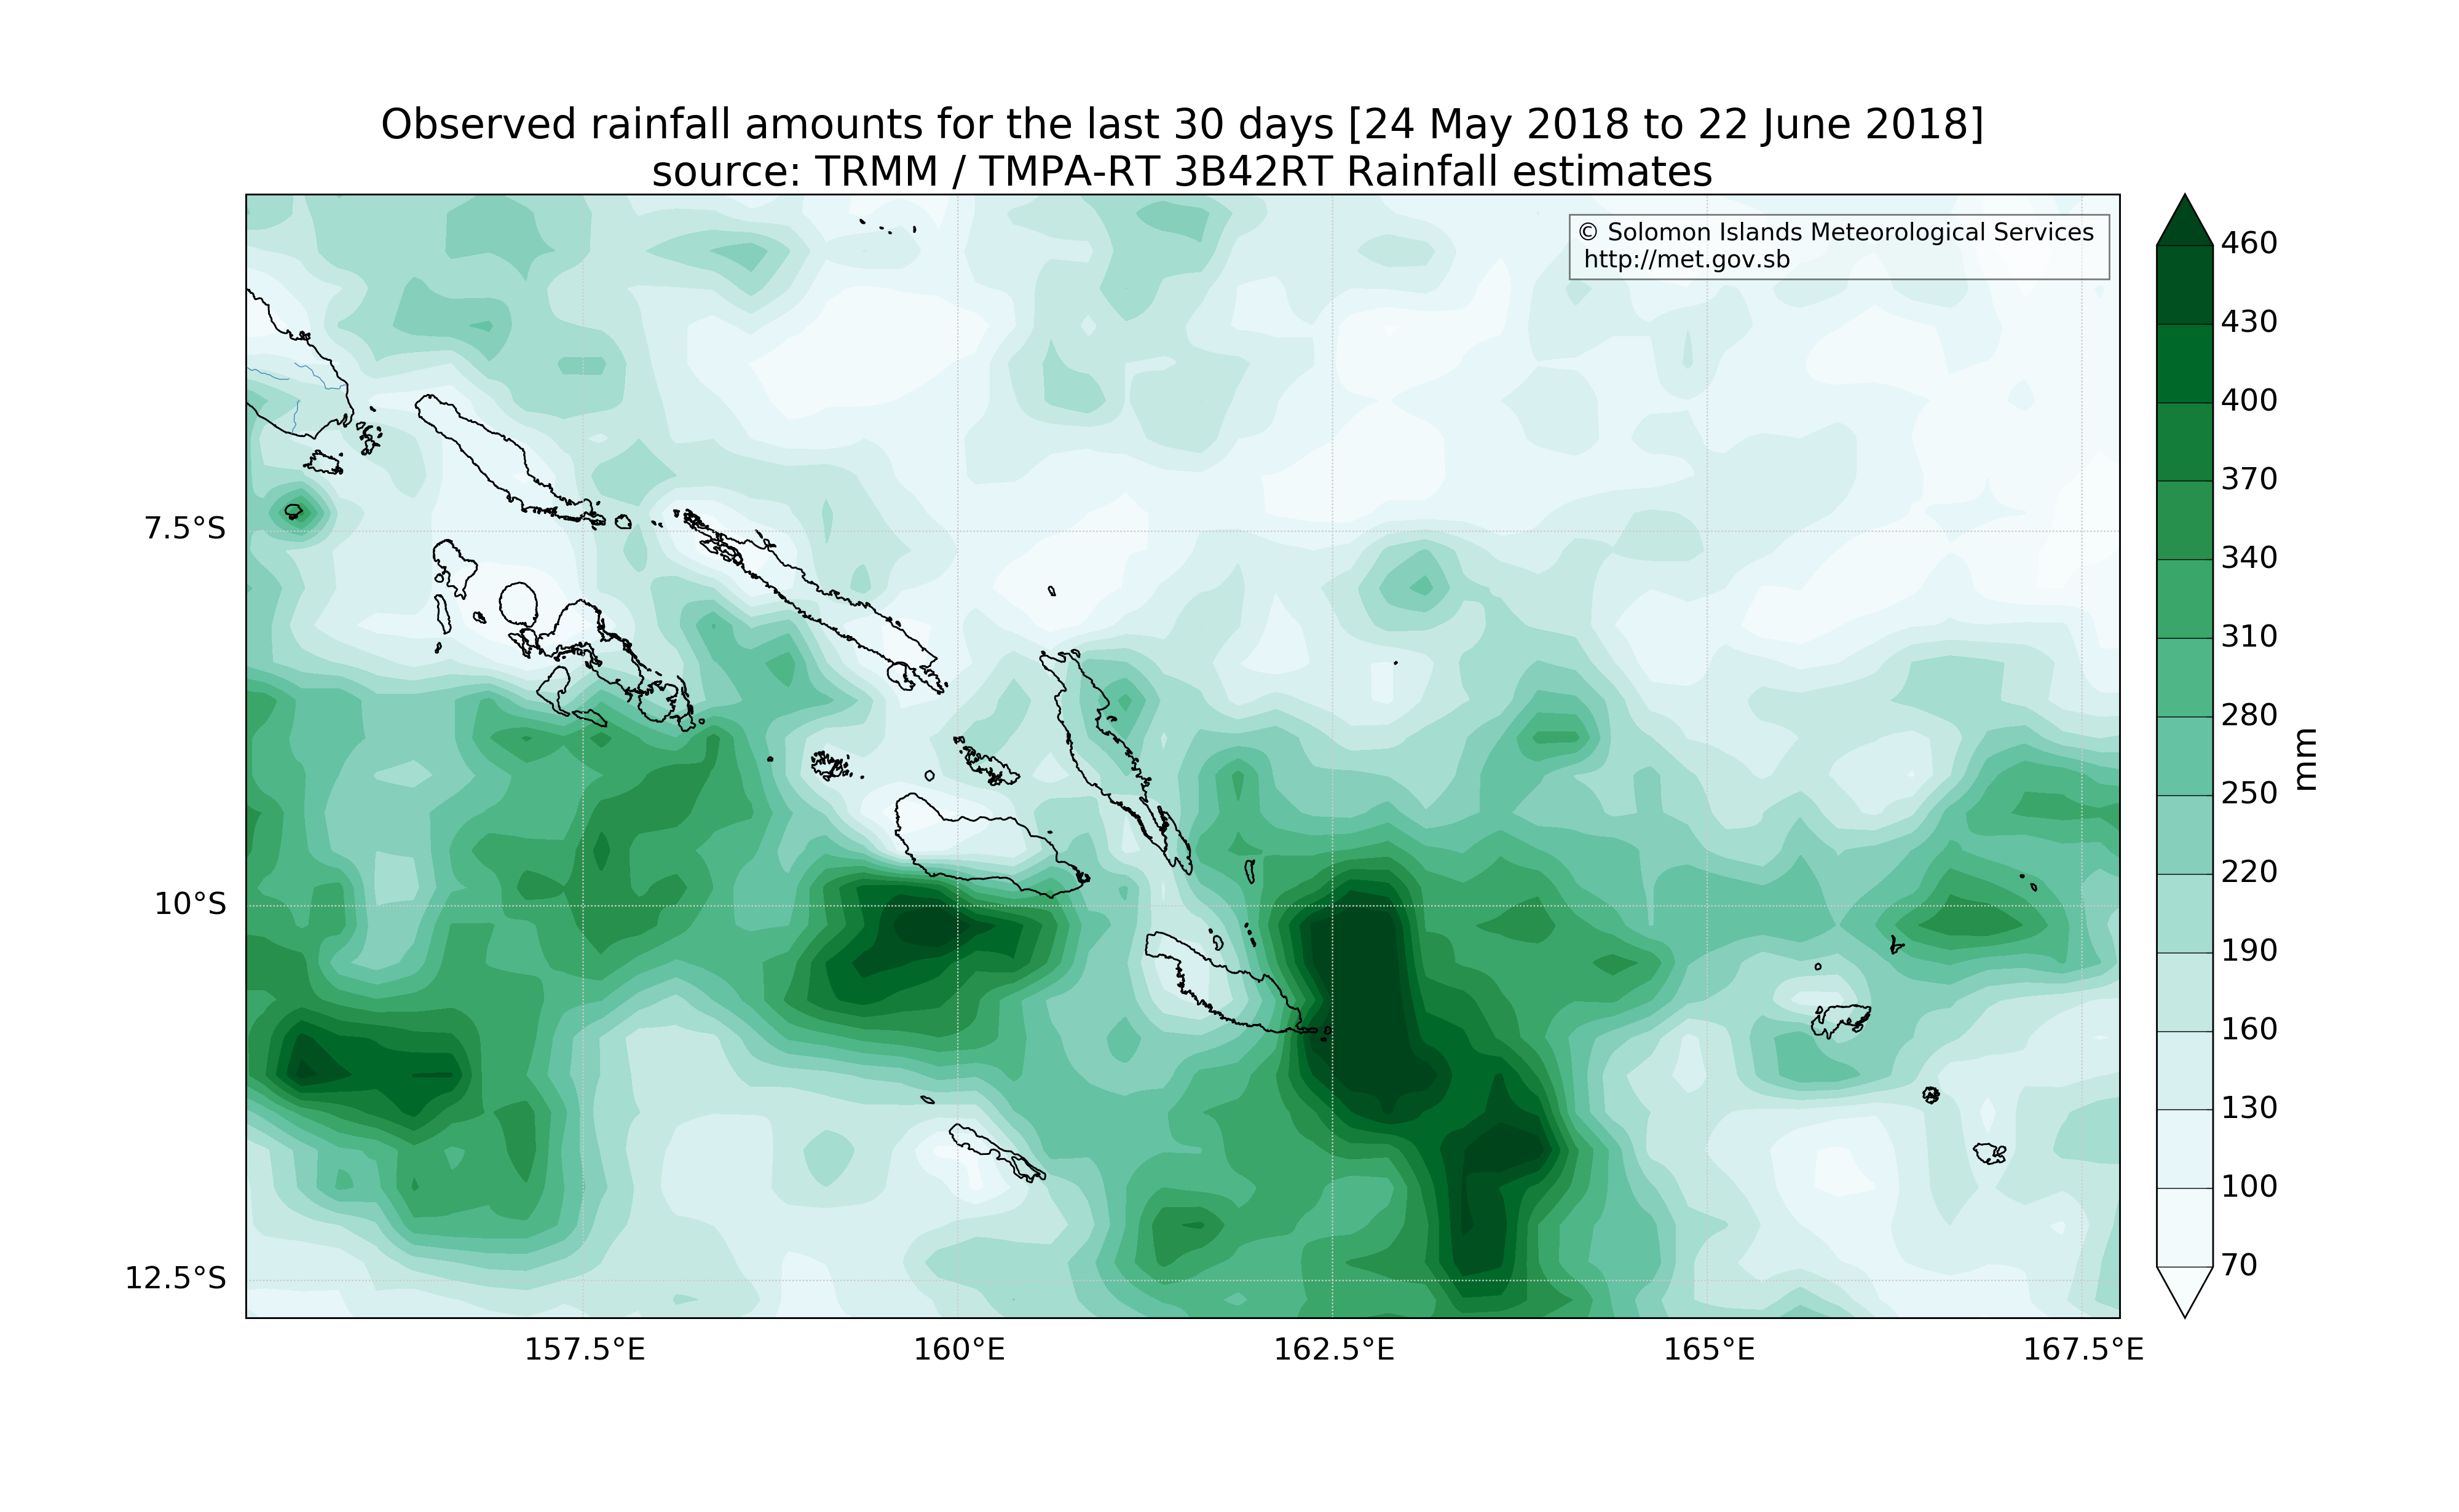 Observed rainfall amounts for the last 30 days [24 May 2018 to 22 June 2018]
source: TRMM / TMPA-RT 3B42RT Rainfall estimates
© Solomon Islands Meteorological Services
http://met.gov.sb
460
430
400
370
340
310
280
250
220
190
160
130
100
70
mm
7.5°S
10°S
12.5°S
157.5°E
160°E
162.5°E
165°E
167.5°E